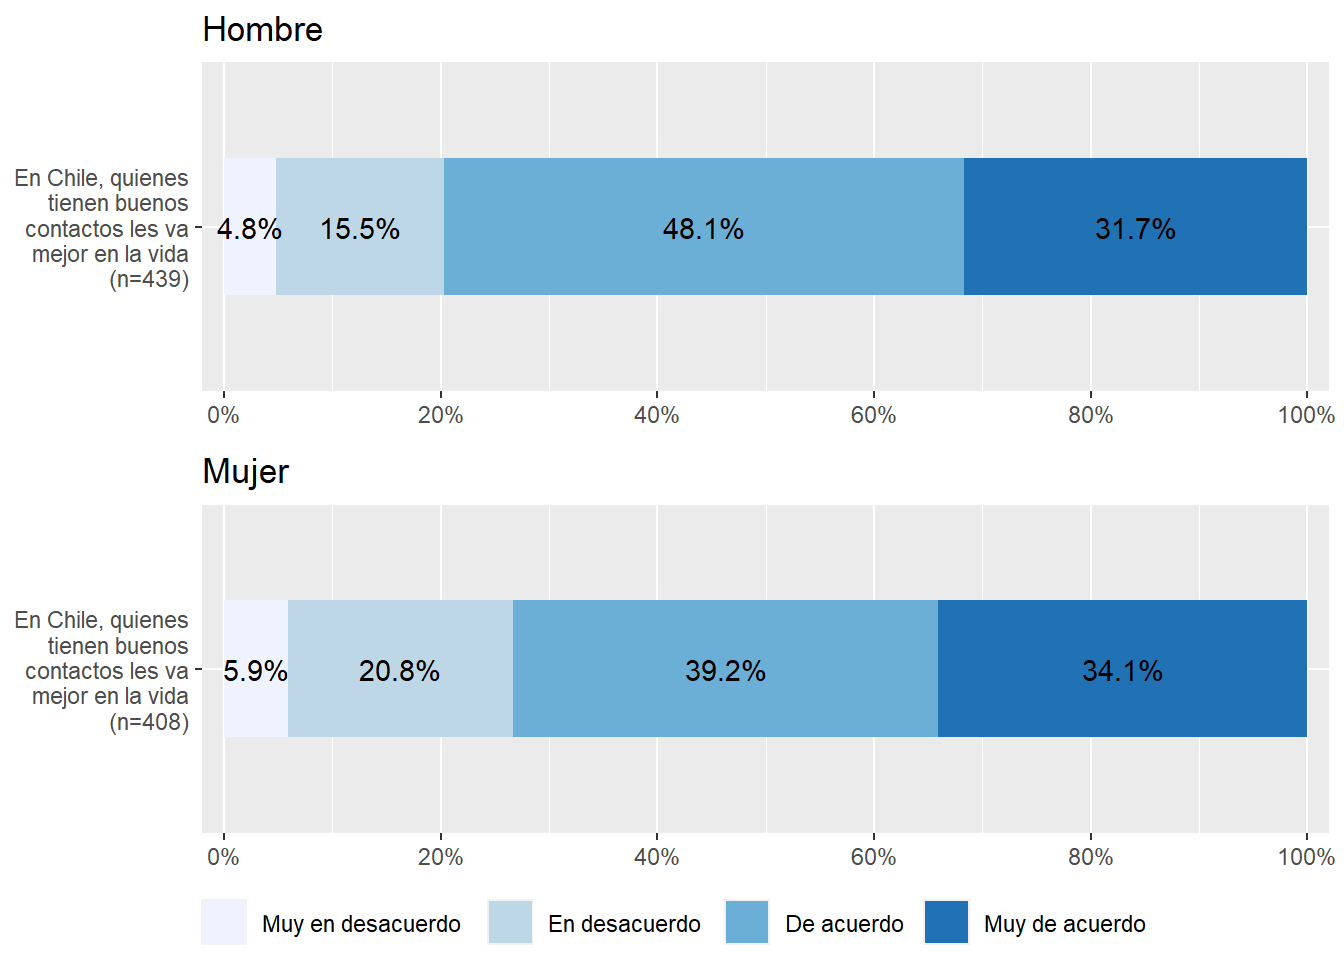 Hombre
En Chile, quienes
tienen buenos
contactos les va
mejor en la vida
(n=439)
4.8% 15.5% 48.1% 31.7%
0% 20% 40% 60% 80% 100%
Mujer
En Chile, quienes
tienen buenos
contactos les va
mejor en la vida
(n=408)
5.9% 20.8% 39.2% 34.1%
0% 20% 40% 60% 80% 100%
Muy en desacuerdo En desacuerdo De acuerdo Muy de acuerdo